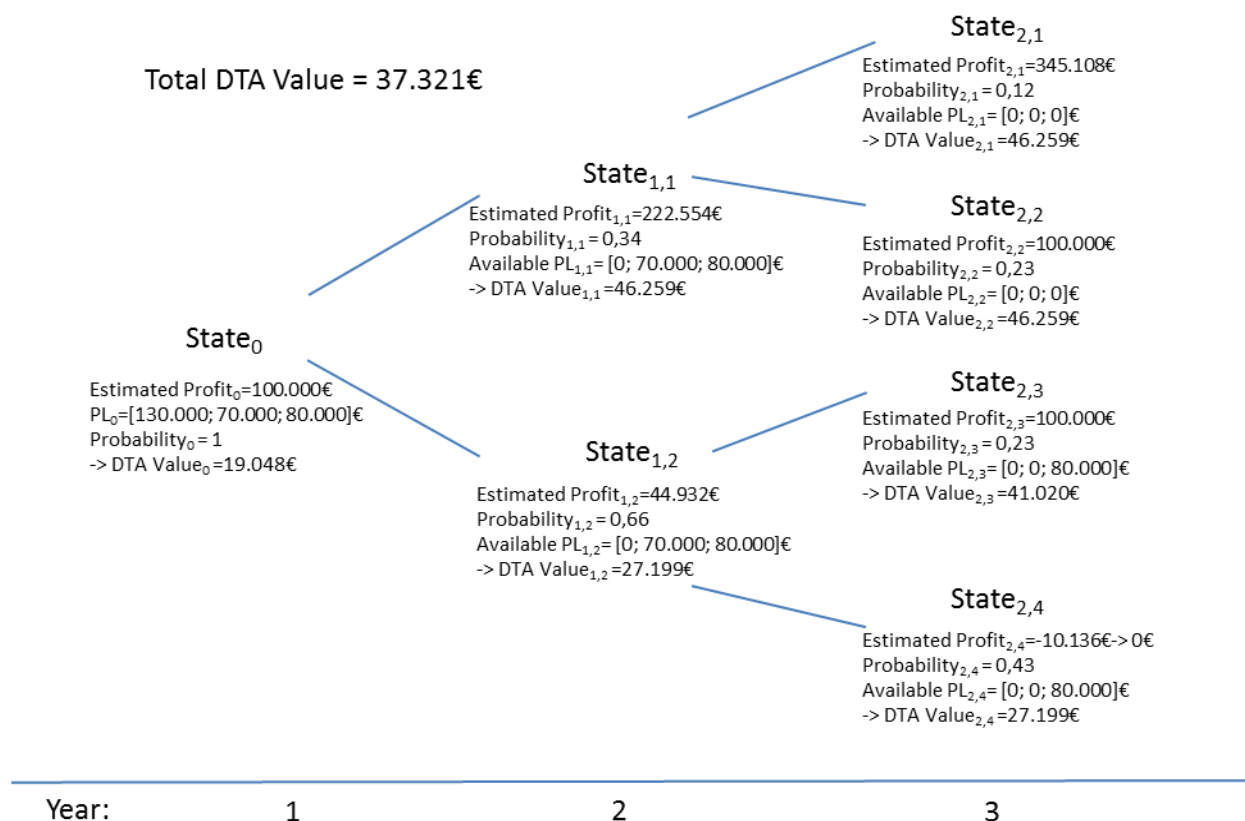 Total DTA Value = 37.321€
State0
Estimated Profit0=100.000€
PL0=[130.000; 70.000; 80.000]€
Probability0 = 1
-> DTA Value0 =19.048€
State1,1
Estimated Profit1,1=222.554€
Probability1,1 = 0,34
Available PL1,1= [0; 70.000; 80.000]€
-> DTA Value1,1 =46.259€
State1,2
Estimated Profit1,2=44.932€
Probability1,2 = 0,66
Available PL1,2= [0; 70.000; 80.000]€
-> DTA Value1,2 =27.199€
State2,1
Estimated Profit2,1=345.108€
Probability2,1 = 0,12
Available PL2,1= [0; 0; 0]€
-> DTA Value2,1 =46.259€
State2,2
Estimated Profit2,2=100.000€
Probability2,2 = 0,23
Available PL2,2= [0; 0; 0]€
-> DTA Value2,2 =46.259€
State2,3
Estimated Profit2,3=100.000€
Probability2,3 = 0,23
Available PL2,3= [0; 0; 80.000]€
-> DTA Value2,3 =41.020€
State2,4
Estimated Profit2,4=-10.136€-> 0€
Probability2,4 = 0,43
Available PL2,4= [0; 0; 80.000]€
-> DTA Value2,4 =27.199€
Year: 1 2 3